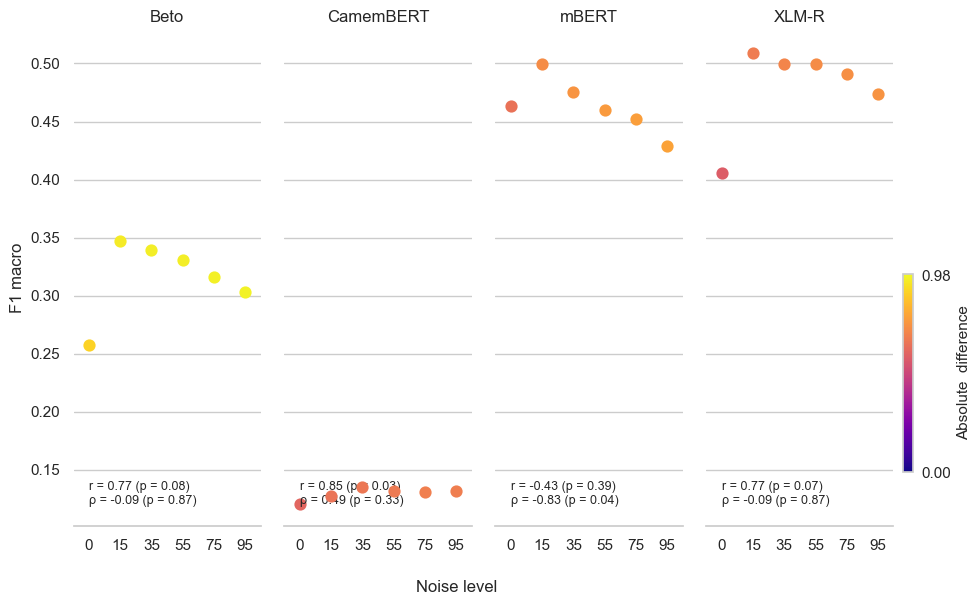 Beto
CamemBERT
mBERT
XLM-R
F1 macro
0.50
0.45
0.40
0.35
0.30
0.25
0.20
0.15
r = 0.77 (p = 0.08)
ρ = -0.09 (p = 0.87)
r = 0.85 (p = 0.03)
ρ = 0.49 (p = 0.33)
r = -0.43 (p = 0.39)
ρ = -0.83 (p = 0.04)
r = 0.77 (p = 0.07)
ρ = -0.09 (p = 0.87)
0 15 35 55 75 95
0 15 35 55 75 95
0 15 35 55 75 95
0 15 35 55 75 95
Noise level
0.98
0.00
Absolute difference